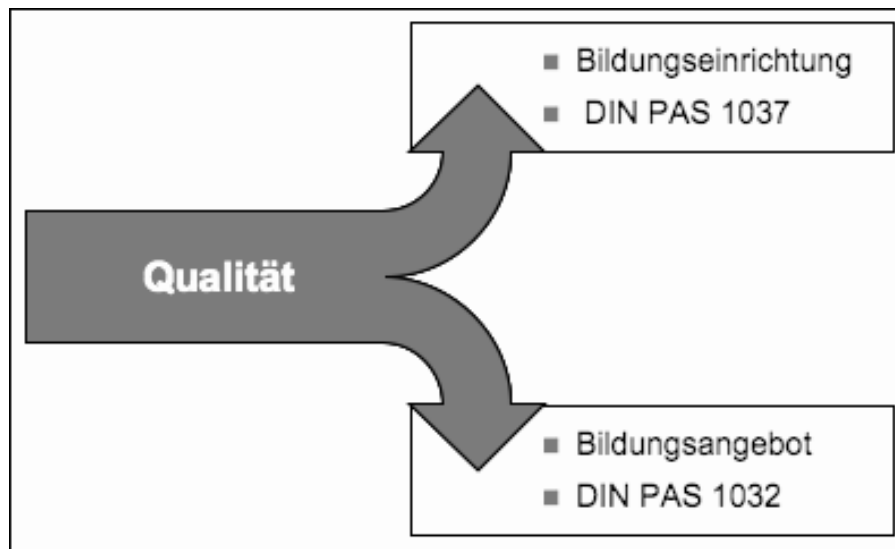 Bildungseinrichtung
DIN PAS 1037
Qualität
Bildungsangebot
DIN PAS 1032